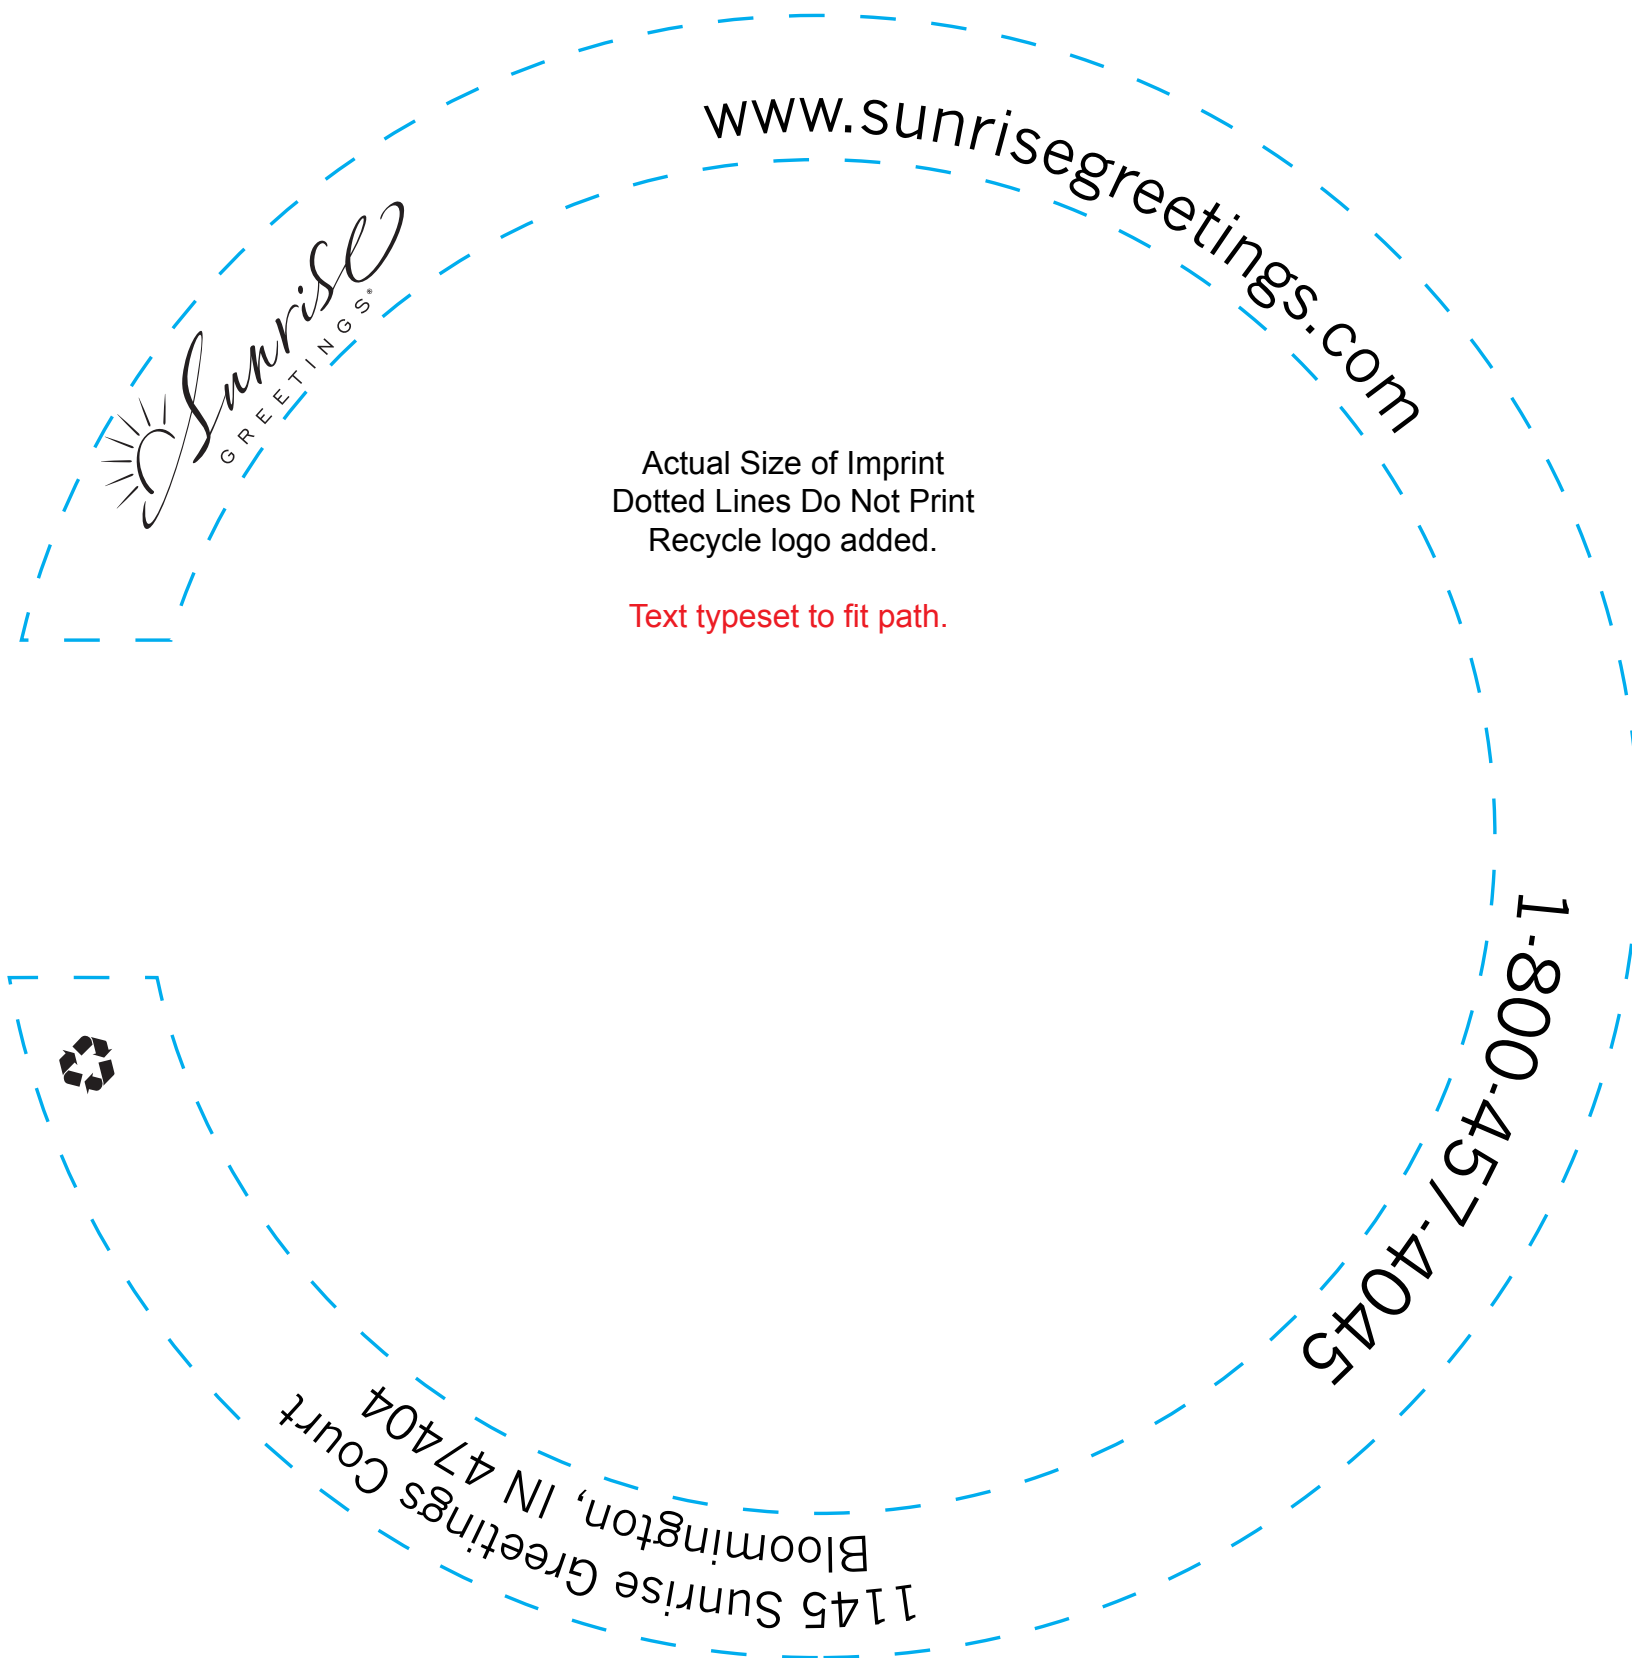 Sunrise
GREETINGS®
www.sunrisegreetings.com
1-800-457-4045
1145 Sunrise Greetings Court
Bloomington, IN 47404
Actual Size of Imprint
Dotted Lines Do Not Print
Recycle logo added.
Text typeset to fit path.